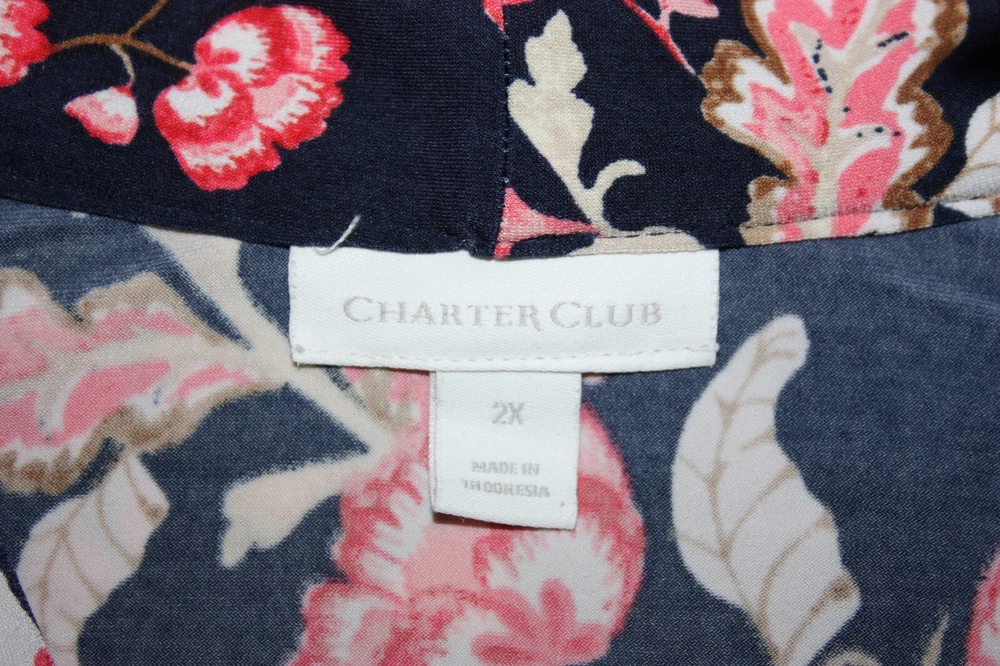 CHARTER CLUB
2X
MADE IN
INDONESIA